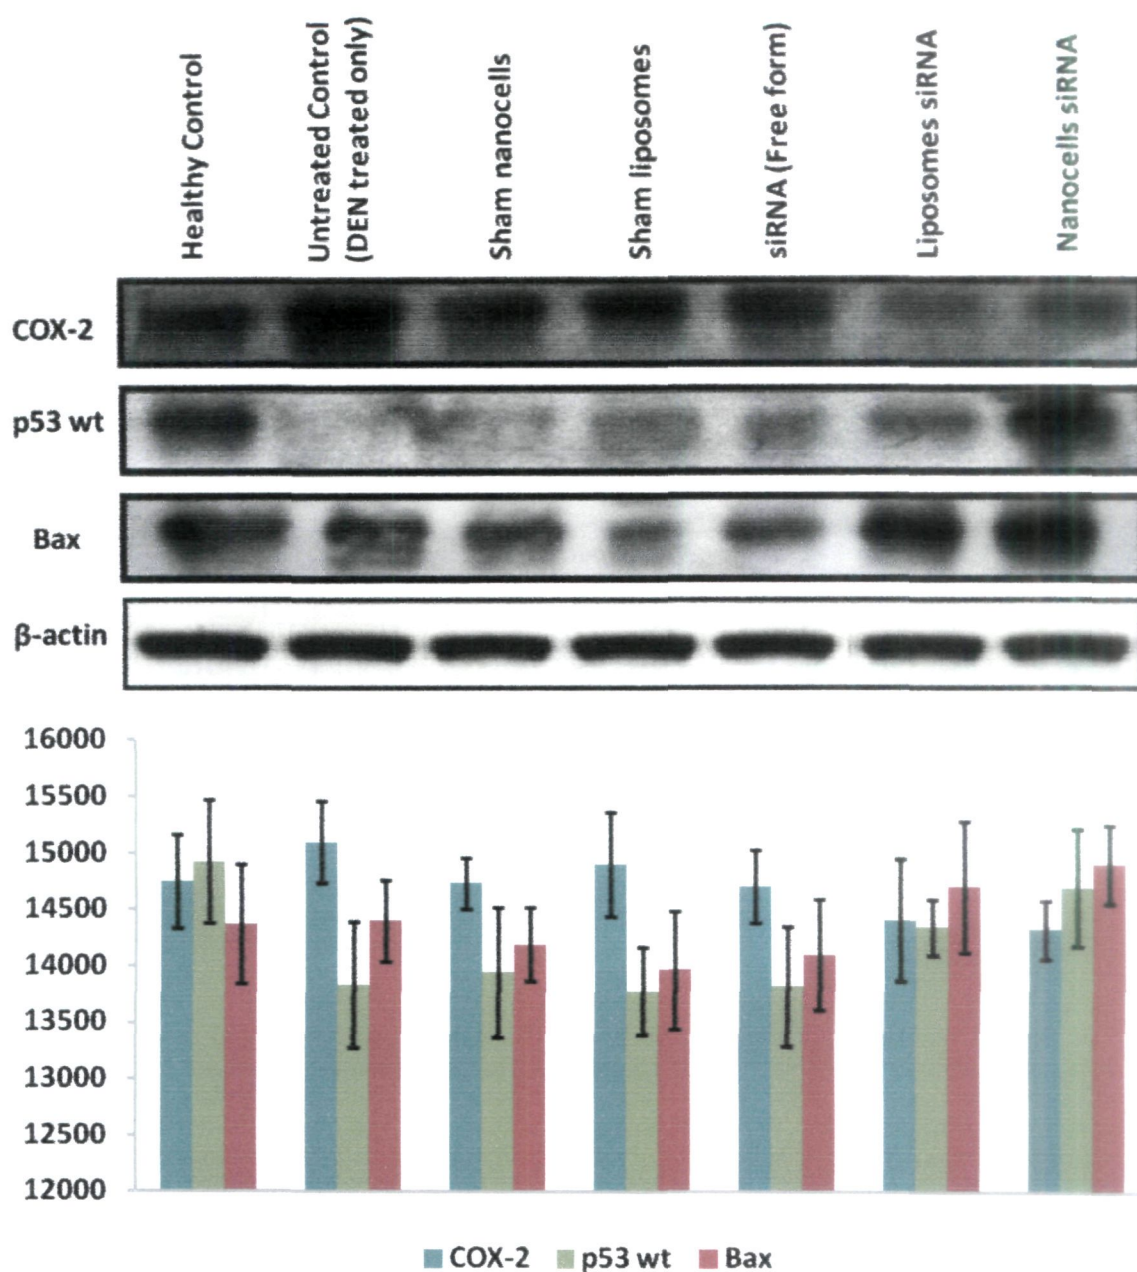 Healthy Control
Untreated Control
(DEN treated only)
Sham nanocells
Sham liposomes
siRNA (Free form)
Liposomes siRNA
Nanocells siRNA
COX-2
p53 wt
Bax
β-actin
16000
15500
15000
14500
14000
13500
13000
12500
12000
COX-2 p53 wt Bax